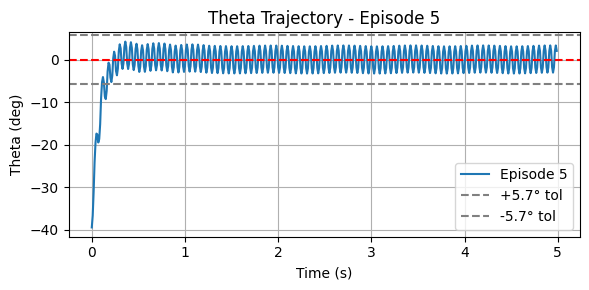 Theta Trajectory - Episode 5
Theta (deg)
0
−10
−20
−30
−40
0
1
2
3
4
5
Time (s)
Episode 5
+5.7° tol
-5.7° tol